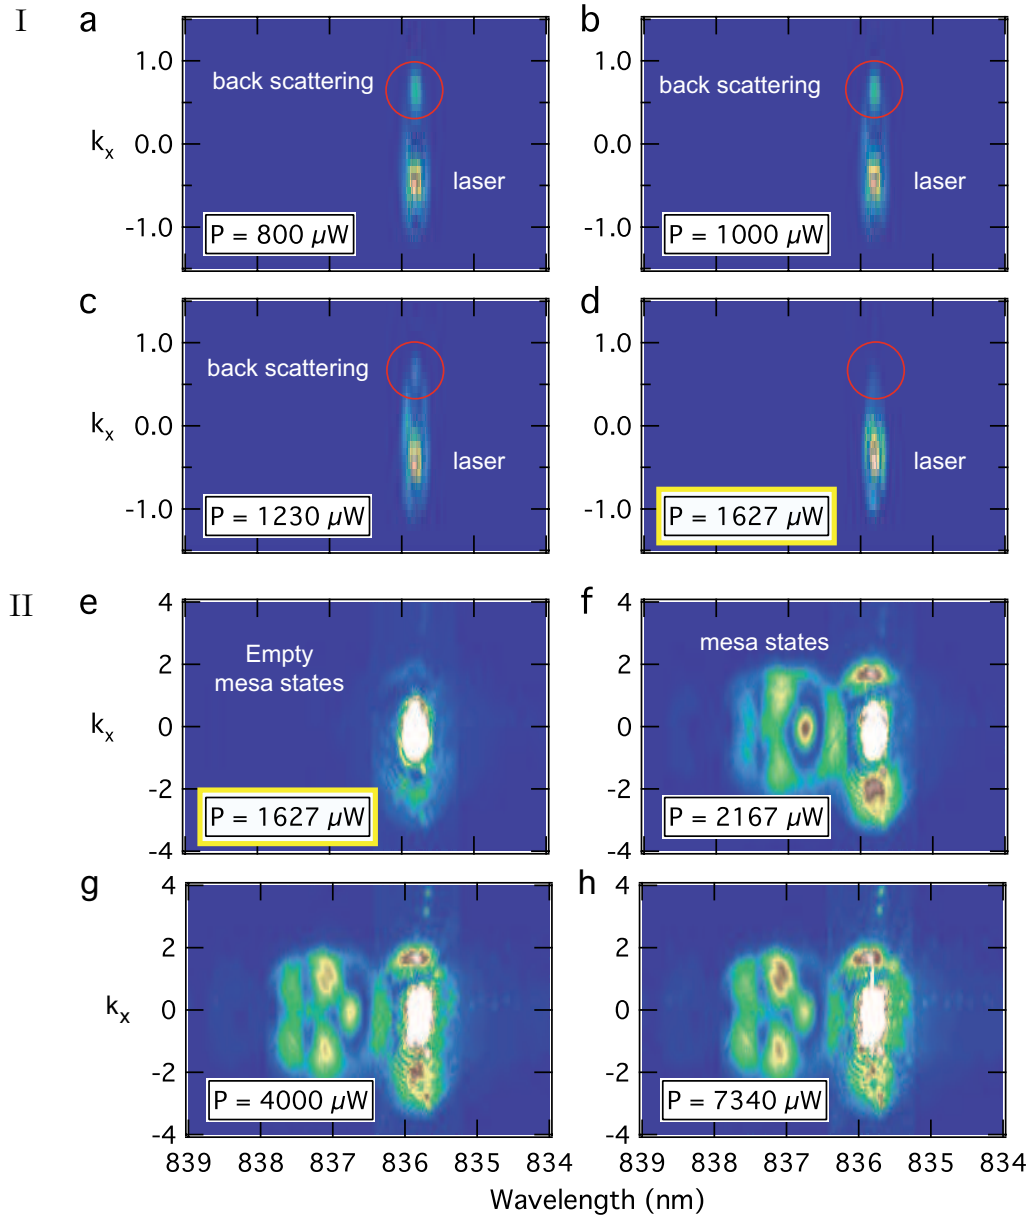 I
a
b
1.0
0.0
-1.0
kx
back scattering
laser
P = 800 µW
1.0
0.0
-1.0
back scattering
laser
P = 1000 µW
c
d
1.0
0.0
-1.0
kx
back scattering
laser
P = 1230 µW
1.0
0.0
-1.0
laser
P = 1627 µW
II
e
f
4
2
0
-2
-4
kx
Empty
mesa states
P = 1627 µW
4
2
0
-2
-4
mesa states
P = 2167 µW
g
h
4
2
0
-2
-4
kx
P = 4000 µW
4
2
0
-2
-4
P = 7340 µW
839 838 837 836 835 834
839 838 837 836 835 834
Wavelength (nm)